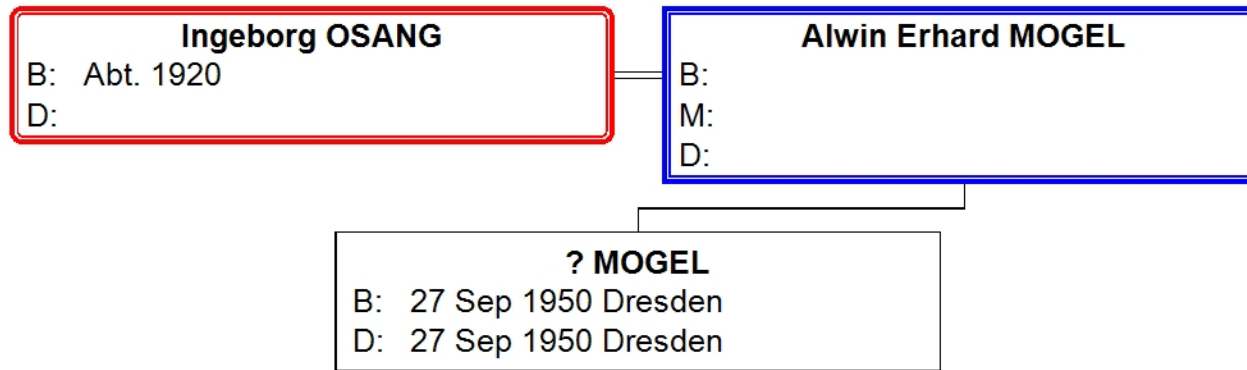 Ingeborg OSANG
B: Abt. 1920
D:
Alwin Erhard MOGEL
B:
M:
D:
? MOGEL
B: 27 Sep 1950 Dresden
D: 27 Sep 1950 Dresden